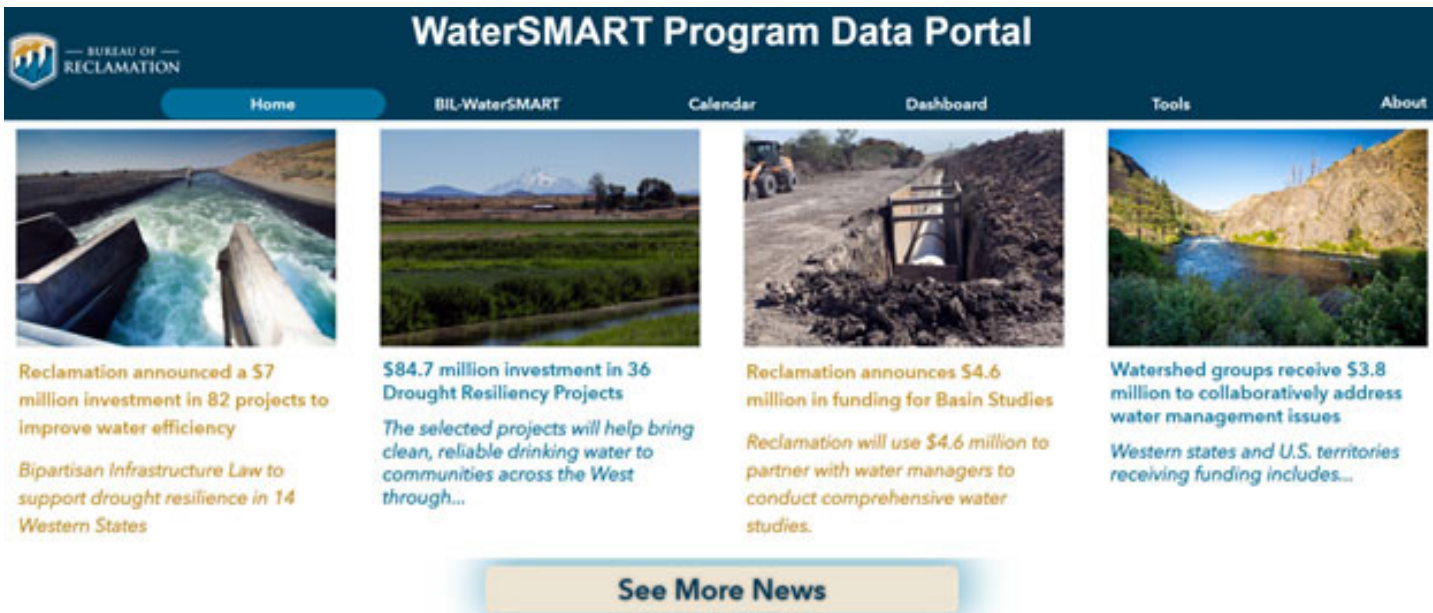 WaterSMART Program Data Portal
— BUREAU OF —
RECLAMATION
Home
BIL-WaterSMART
Calendar
Dashboard
Tools
About
Reclamation announced a $7
million investment in 82 projects to
improve water efficiency
Bipartisan Infrastructure Law to
support drought resilience in 14
Western States
$84.7 million investment in 36
Drought Resiliency Projects
The selected projects will help bring
clean, reliable drinking water to
communities across the West
through...
Reclamation announces $4.6
million in funding for Basin Studies
Reclamation will use $4.6 million to
partner with water managers to
conduct comprehensive water
studies.
Watershed groups receive $3.8
million to collaboratively address
water management issues
Western states and U.S. territories
receiving funding includes...
See More News